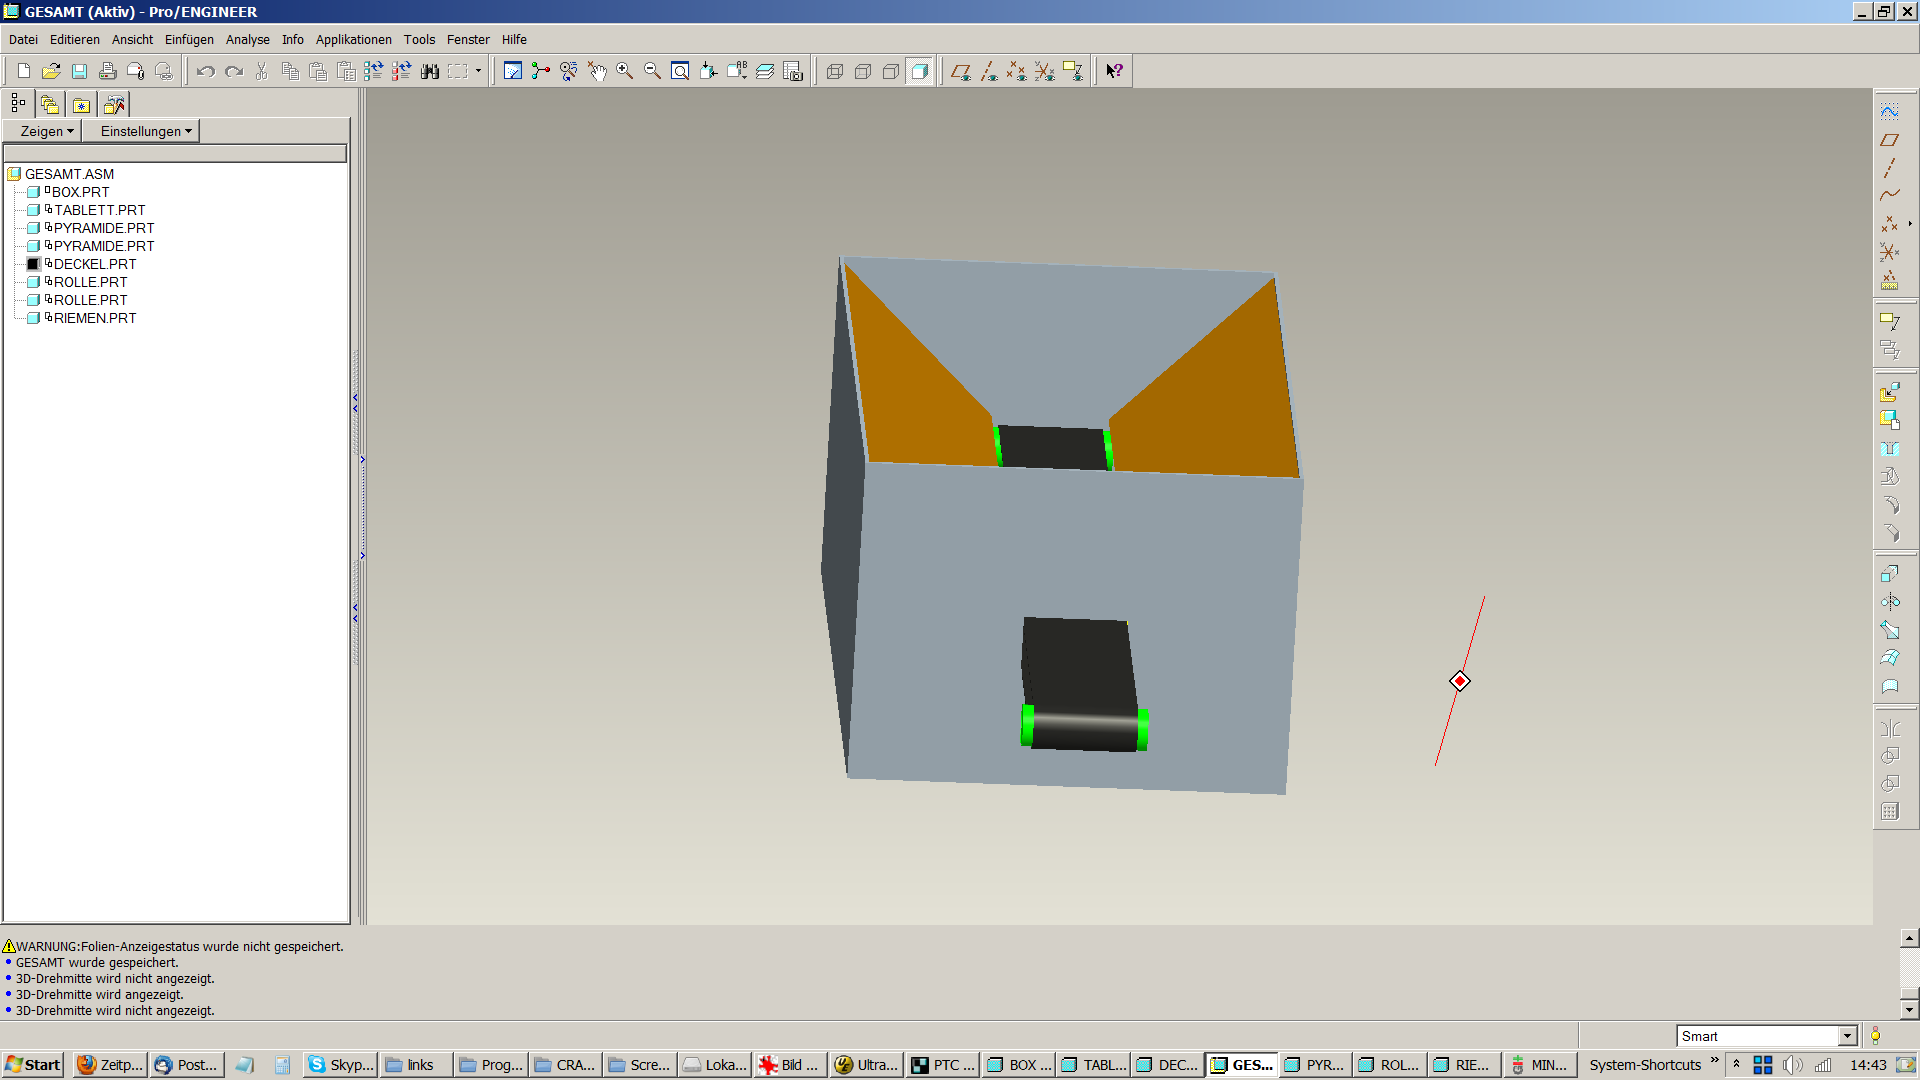 GESAMT (Aktiv) - Pro/ENGINEER
Datei Editieren Ansicht Einfügen Analyse Info Applikationen Tools Fenster Hilfe
Zeigen Einstellungen
GESAMT.ASM
BOX.PRT
TABLETT.PRT
PYRAMIDE.PRT
PYRAMIDE.PRT
DECKEL.PRT
ROLLE.PRT
ROLLE.PRT
RIEMEN.PRT
WARNUNG:Folien-Anzeigestatus wurde nicht gespeichert.
GESAMT wurde gespeichert.
3D-Drehmitte wird nicht angezeigt.
3D-Drehmitte wird angezeigt.
3D-Drehmitte wird nicht angezeigt.
Smart
Start Zeitp... Post... Skyp... links Prog... CRA... Scre... Loka... Bild ... Ultra... PTC ... BOX ... TABL... DEC... GES... PYR... ROL... RIE... MIN... System-Shortcuts » 14:43